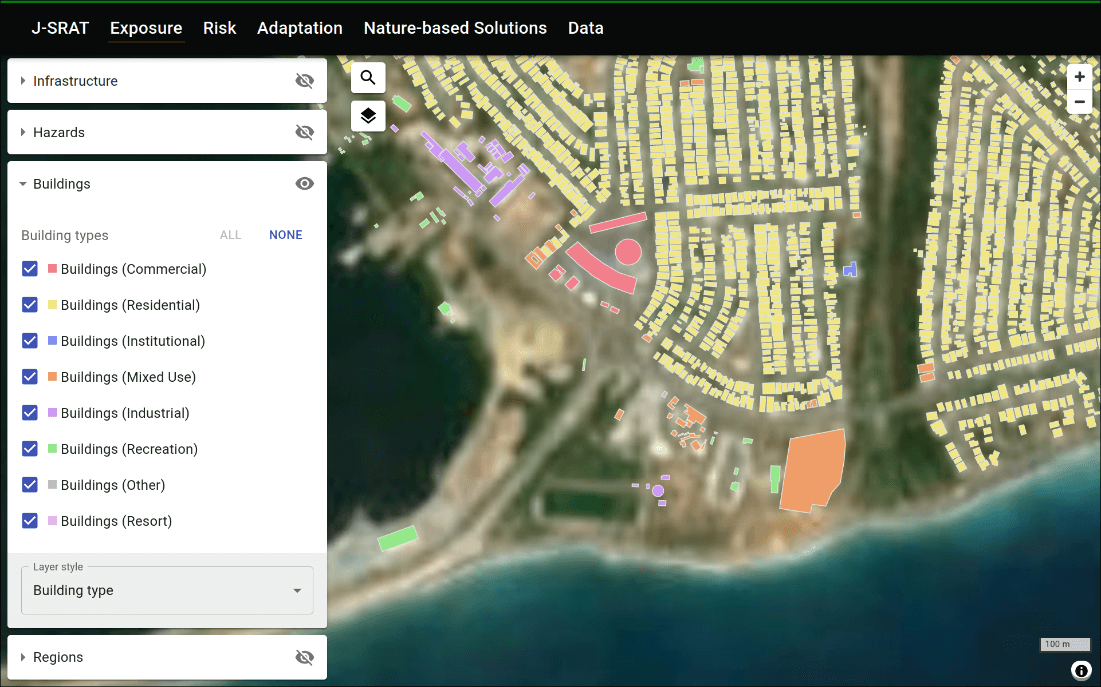 J-SRAT Exposure Risk Adaptation Nature-based Solutions Data
Infrastructure
Hazards
Buildings
Building types ALL NONE
Buildings (Commercial)
Buildings (Residential)
Buildings (Institutional)
Buildings (Mixed Use)
Buildings (Industrial)
Buildings (Recreation)
Buildings (Other)
Buildings (Resort)
Layer style
Building type
Regions
100 m